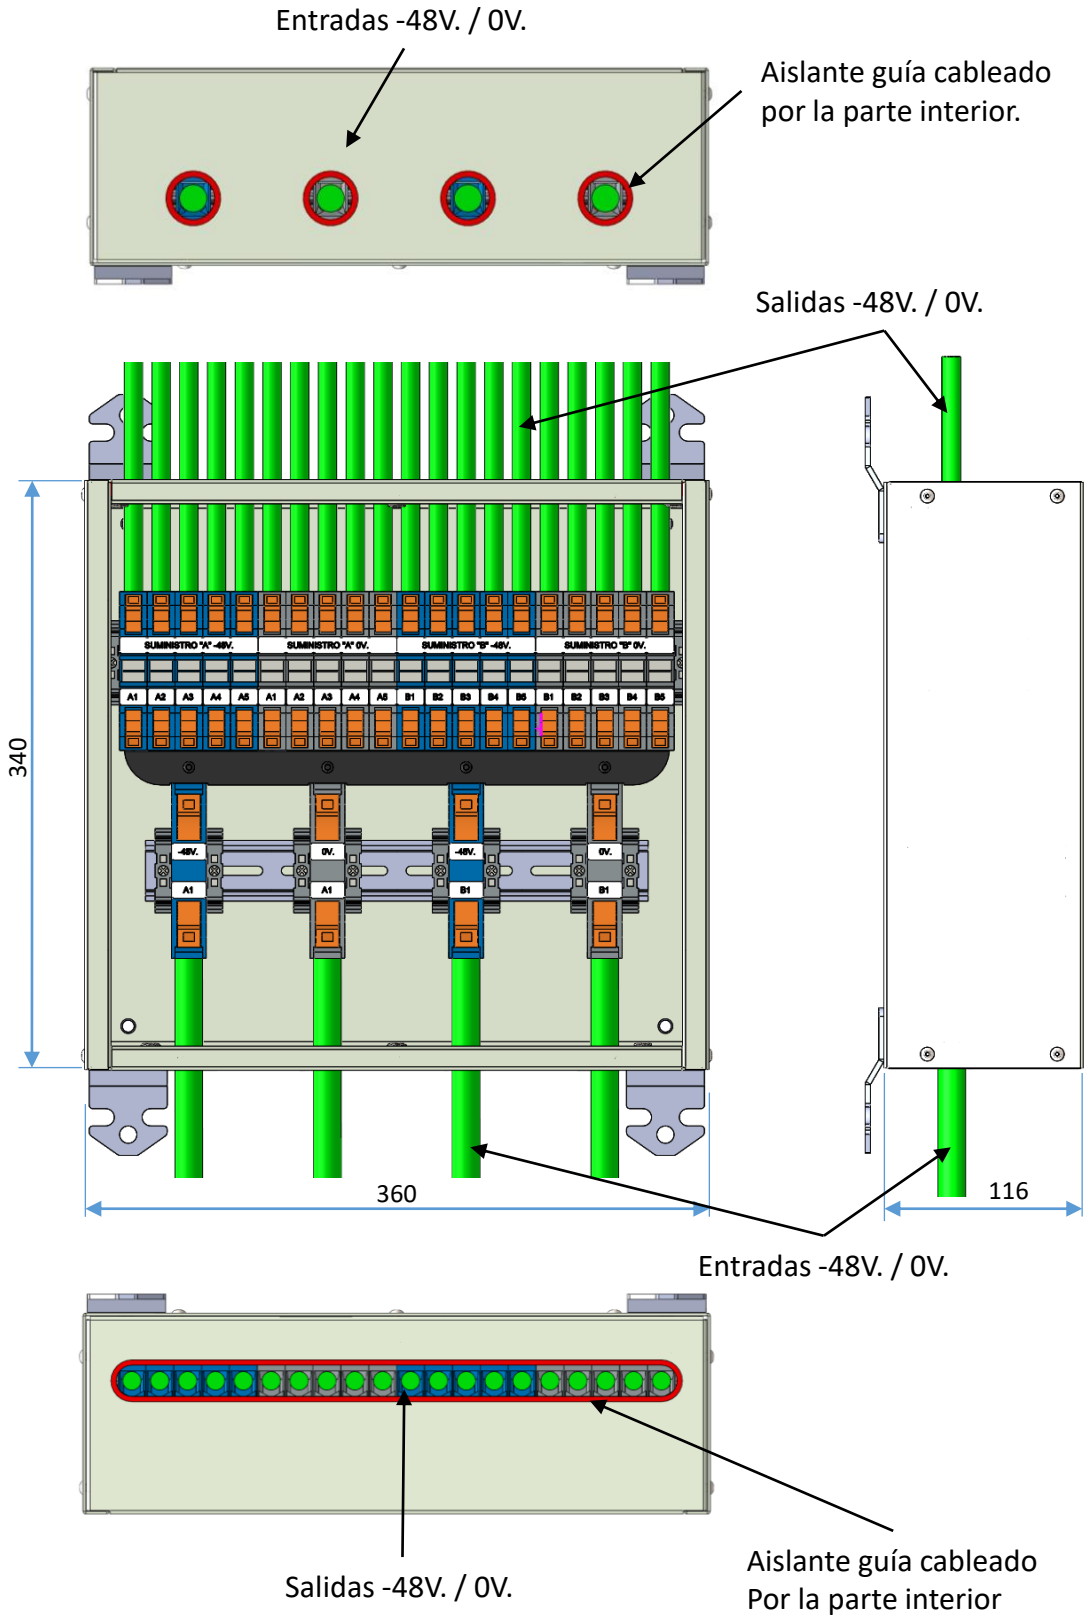 Entradas -48V. / 0V.
Aislante guía cableado
por la parte interior.
Salidas -48V. / 0V.
SUMINISTRO "A" -48V. SUMINISTRO "A" 0V. SUMINISTRO "B" -48V. SUMINISTRO "B" 0V.
A1 A2 A3 A4 A5 A1 A2 A3 A4 A5 B1 B2 B3 B4 B5 B1 B2 B3 B4 B5
340
-48V. 0V. -48V. 0V.
A1 A1 B1 B1
360
116
Entradas -48V. / 0V.
Salidas -48V. / 0V.
Aislante guía cableado
Por la parte interior